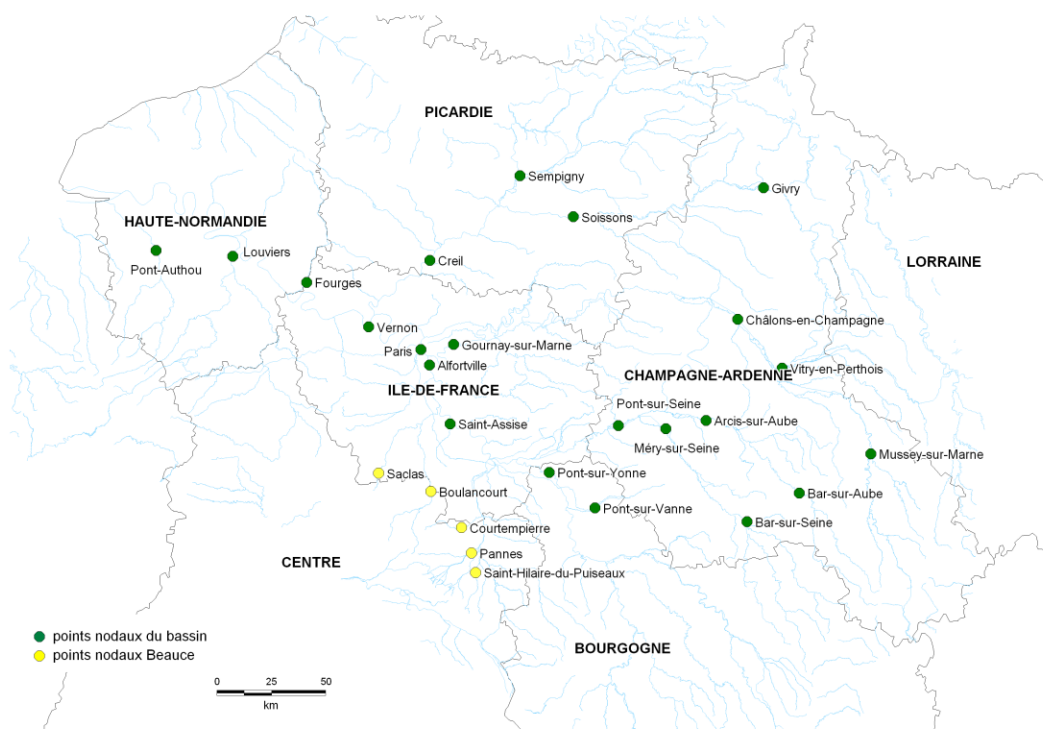 PICARDIE
Sempigny
Givry
Soissons
HAUTE-NORMANDIE
Louviers
Pont-Authou
Creil
LORRAINE
Fourges
Châlons-en-Champagne
Vernon
Gournay-sur-Marne
Paris
Alfortville
Vitry-en-Perthois
CHAMPAGNE-ARDENNE
ILE-DE-FRANCE
Pont-sur-Seine
Arcis-sur-Aube
Saint-Assise
Méry-sur-Seine
Mussey-sur-Marne
Saclas
Pont-sur-Yonne
Boulancourt
Bar-sur-Aube
Pont-sur-Vanne
Bar-sur-Seine
Courtempierre
Pannes
CENTRE
Saint-Hilaire-du-Puiseaux
points nodaux du bassin
BOURGOGNE
points nodaux Beauce
0 25 50
km